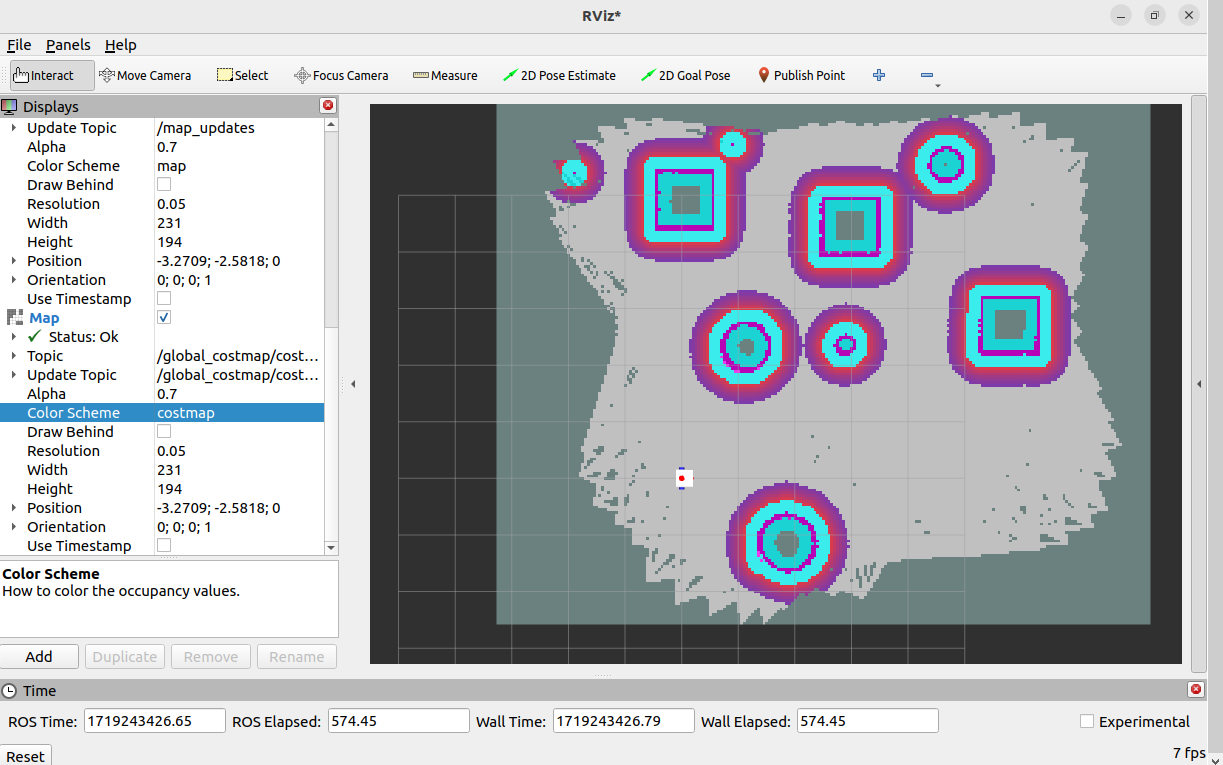 RViz*
File Panels Help
Interact Move Camera Select Focus Camera Measure 2D Pose Estimate 2D Goal Pose Publish Point
Displays
Update Topic /map_updates
Alpha 0.7
Color Scheme map
Draw Behind
Resolution 0.05
Width 231
Height 194
Position -3.2709; -2.5818; 0
Orientation 0; 0; 0; 1
Use Timestamp
Map
Status: Ok
Topic /global_costmap/cost...
Update Topic /global_costmap/cost...
Alpha 0.7
Color Scheme costmap
Draw Behind
Resolution 0.05
Width 231
Height 194
Position -3.2709; -2.5818; 0
Orientation 0; 0; 0; 1
Use Timestamp
Color Scheme
How to color the occupancy values.
Add Duplicate Remove Rename
Time
ROS Time: 1719243426.65 ROS Elapsed: 574.45 Wall Time: 1719243426.79 Wall Elapsed: 574.45 Experimental
Reset 7 fps